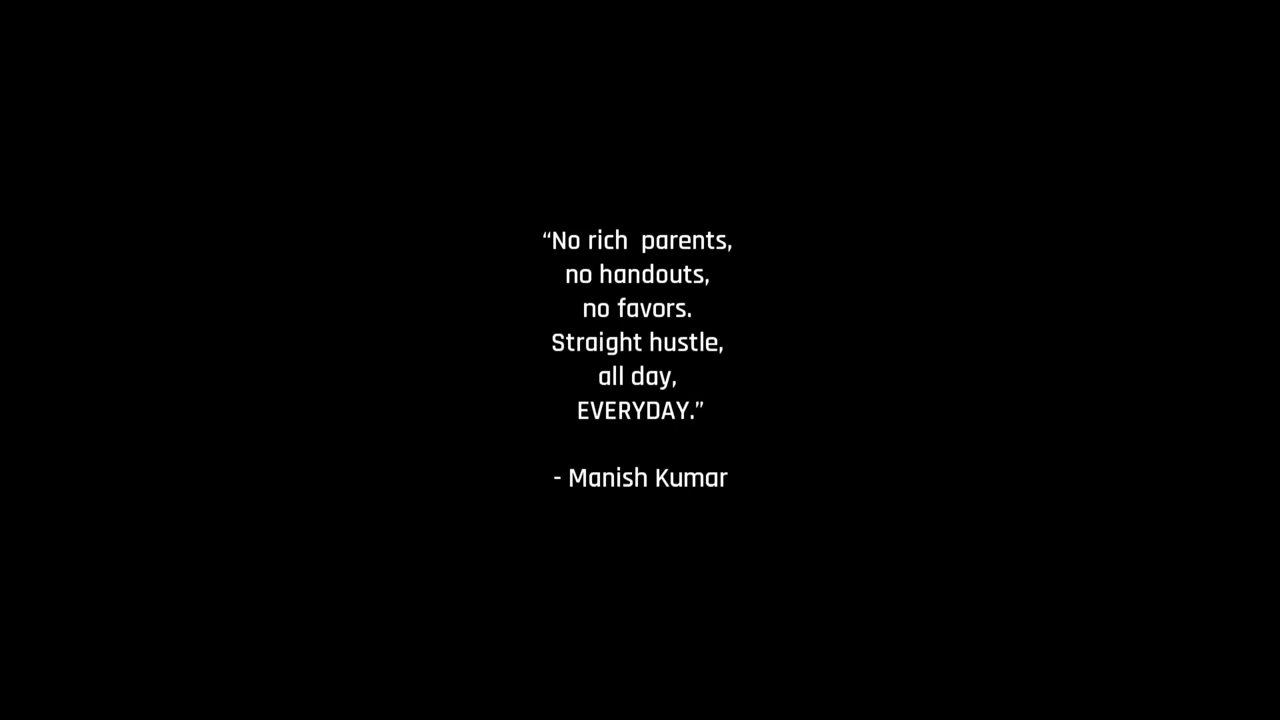 “No rich  parents,
no handouts,
no favors.
Straight hustle,
all day,
EVERYDAY.”
- Manish Kumar